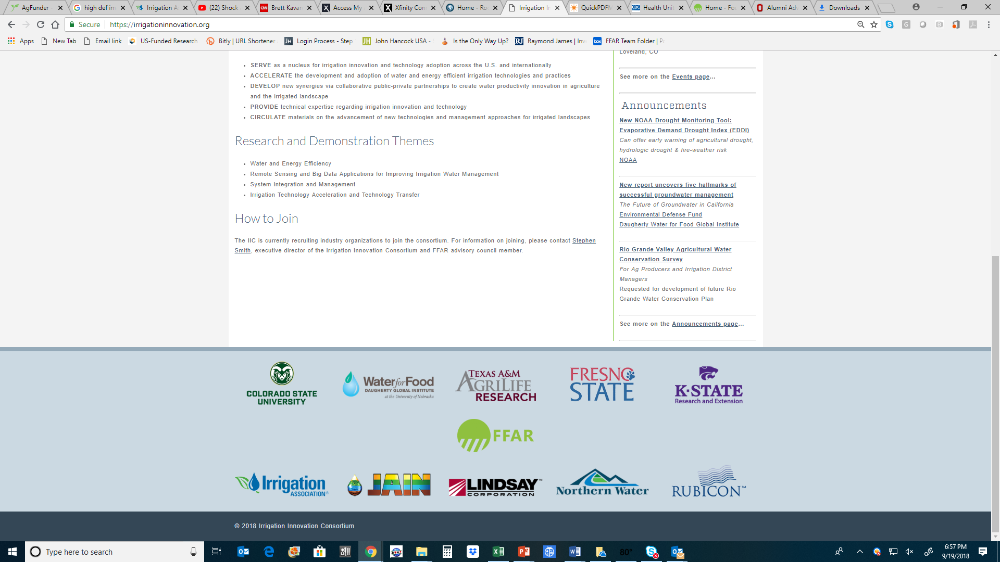 AgFunder -
high def im
Irrigation A
(22) Shock
CNN Brett Kavan
Access My
Xfinity Con
Home - Ro
Irrigation In
QuickPDFM
CDC Health Unit
Home - Fo
Alumni Adv
Downloads
Secure https://irrigationinnovation.org
Apps
New Tab
Email link
US-Funded Research
Bitly | URL Shortener
JH Login Process - Step
JH John Hancock USA -
Is the Only Way Up?
RJ Raymond James | Inv
box FFAR Team Folder | Po
Loveland, CO
SERVE as a nucleus for irrigation innovation and technology adoption across the U.S. and internationally
ACCELERATE the development and adoption of water and energy efficient irrigation technologies and practices
DEVELOP new synergies via collaborative public-private partnerships to create water productivity innovation in agriculture
and the irrigated landscape
PROVIDE technical expertise regarding irrigation innovation and technology
CIRCULATE materials on the advancement of new technologies and management approaches for irrigated landscapes
Research and Demonstration Themes
Water and Energy Efficiency
Remote Sensing and Big Data Applications for Improving Irrigation Water Management
System Integration and Management
Irrigation Technology Acceleration and Technology Transfer
How to Join
The IIC is currently recruiting industry organizations to join the consortium. For information on joining, please contact Stephen
Smith, executive director of the Irrigation Innovation Consortium and FFAR advisory council member.
See more on the Events page...
Announcements
New NOAA Drought Monitoring Tool:
Evaporative Demand Drought Index (EDDI)
Can offer early warning of agricultural drought,
hydrologic drought & fire-weather risk
NOAA
New report uncovers five hallmarks of
successful groundwater management
The Future of Groundwater in California
Environmental Defense Fund
Daugherty Water for Food Global Institute
Rio Grande Valley Agricultural Water
Conservation Survey
For Ag Producers and Irrigation District
Managers
Requested for development of future Rio
Grande Water Conservation Plan
See more on the Announcements page...
COLORADO STATE
UNIVERSITY
Water for Food
DAUGHERTY GLOBAL INSTITUTE
at the University of Nebraska
TEXAS A&M
AGRILIFE
RESEARCH
FRESNO
STATE
K-STATE
Research and Extension
FFAR
Irrigation
ASSOCIATION®
JAIN
LINDSAY™
CORPORATION
Northern Water
RUBICON™
© 2018 Irrigation Innovation Consortium
Type here to search
80°
6:57 PM
9/19/2018